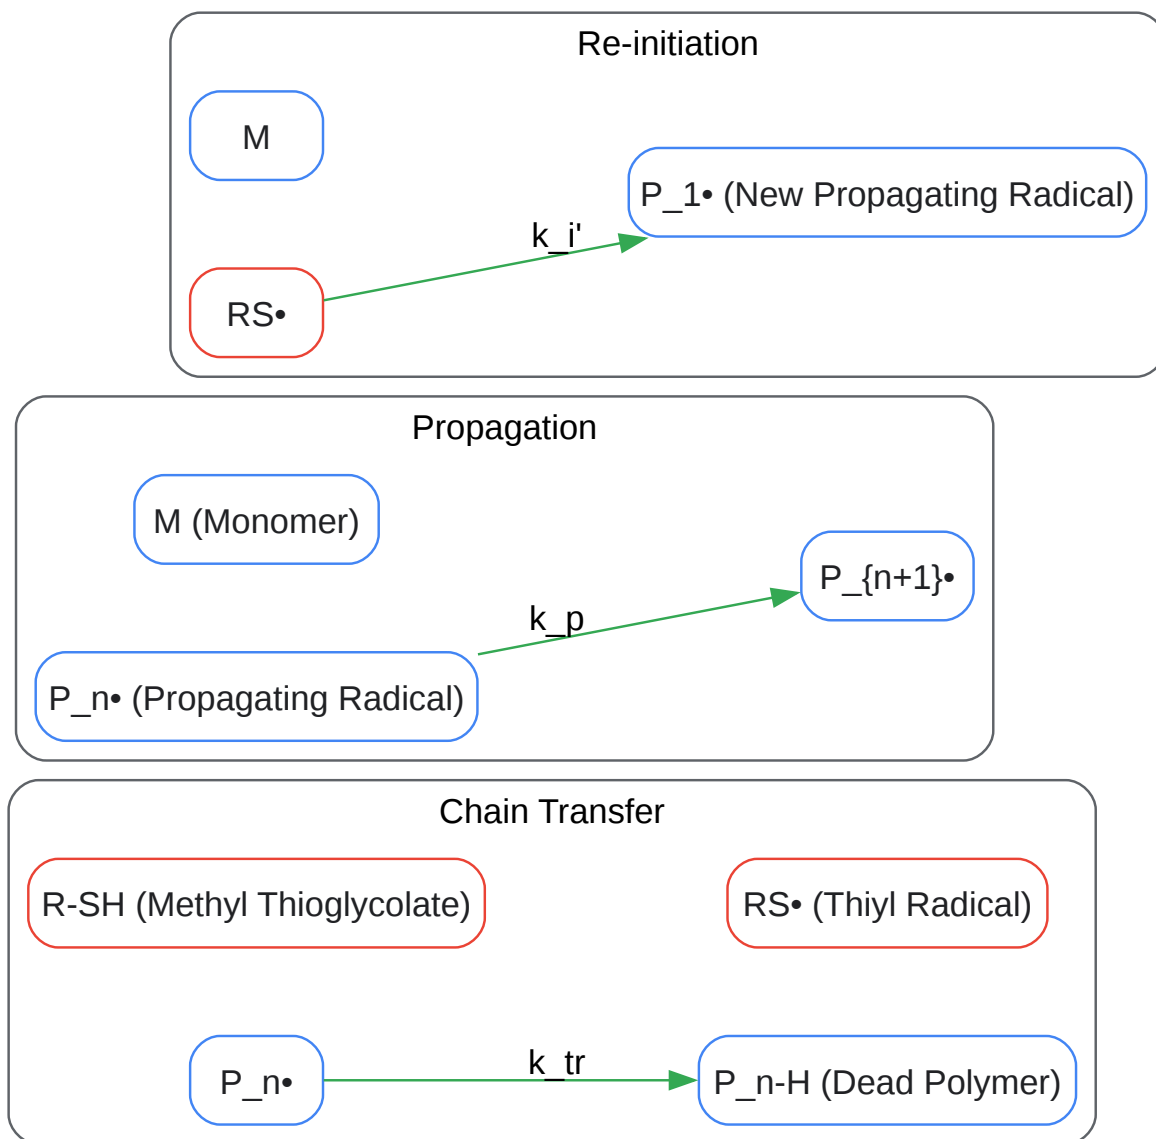 Re-initiation
M
P_1• (New Propagating Radical)
k_i'
RS•
Propagation
M (Monomer)
P_{n+1}•
k_p
P_n• (Propagating Radical)
Chain Transfer
R-SH (Methyl Thioglycolate)
RS• (Thiyl Radical)
P_n•
k_tr
P_n-H (Dead Polymer)